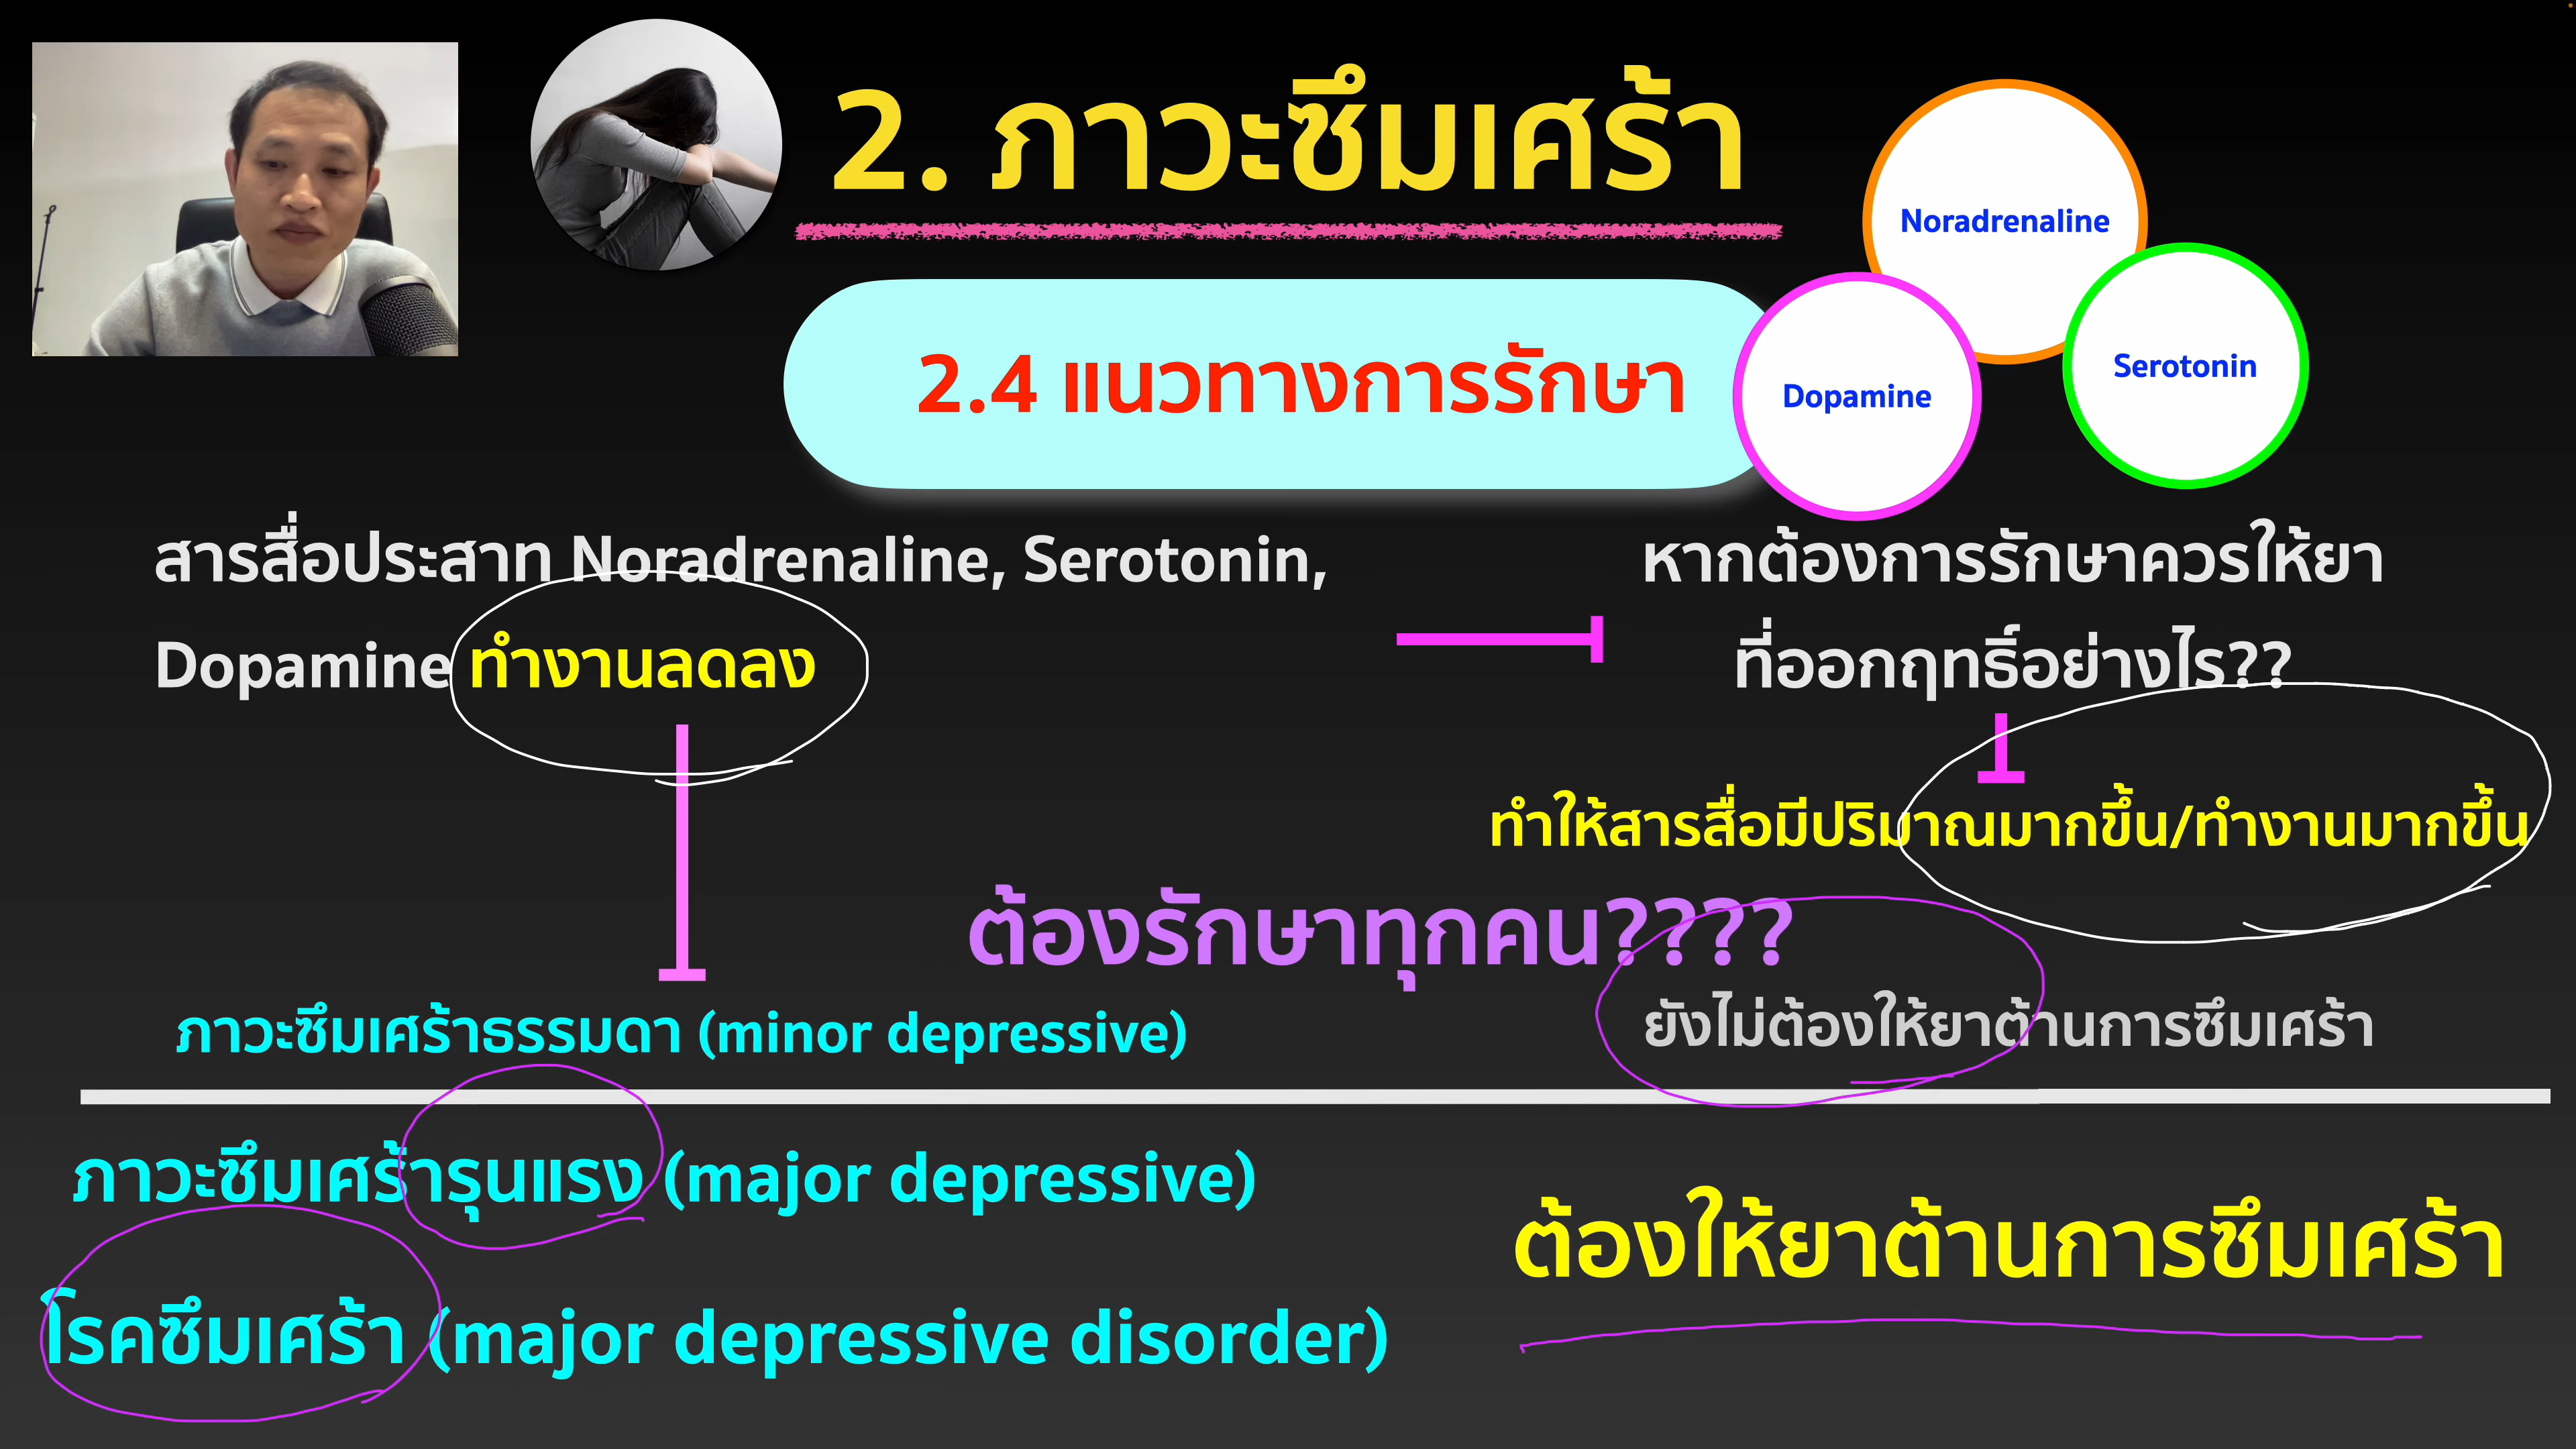 2. ภาวะซึมเศร้า
Noradrenaline
Dopamine
Serotonin
2.4 แนวทางการรักษา
สารสื่อประสาท Noradrenaline, Serotonin,
Dopamine ทำงานลดลง
หากต้องการรักษาควรให้ยา
ที่ออกฤทธิ์อย่างไร??
ทำให้สารสื่อมีปริมาณมากขึ้น/ทำงานมากขึ้น
ต้องรักษาทุกคน????
ภาวะซึมเศร้าธรรมดา (minor depressive)
ยังไม่ต้องให้ยาต้านการซึมเศร้า
ภาวะซึมเศร้ารุนแรง (major depressive)
ต้องให้ยาต้านการซึมเศร้า
โรคซึมเศร้า (major depressive disorder)